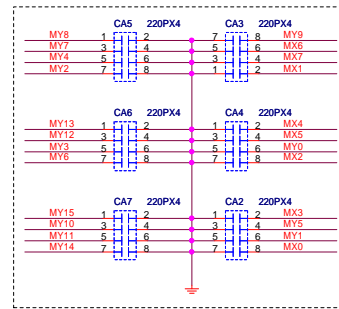 CA5 220PX4 CA3 220PX4
MY8 1 2 7 8 MY9
MY7 3 4 5 6 MX6
MY4 5 6 3 4 MX7
MY2 7 8 1 2 MX1
CA6 220PX4 CA4 220PX4
MY13 1 2 1 2 MX4
MY12 3 4 3 4 MX5
MY3 5 6 5 6 MY0
MY6 7 8 7 8 MX2
CA7 220PX4 CA2 220PX4
MY15 1 2 1 2 MX3
MY10 3 4 3 4 MY5
MY11 5 6 5 6 MY1
MY14 7 8 7 8 MX0